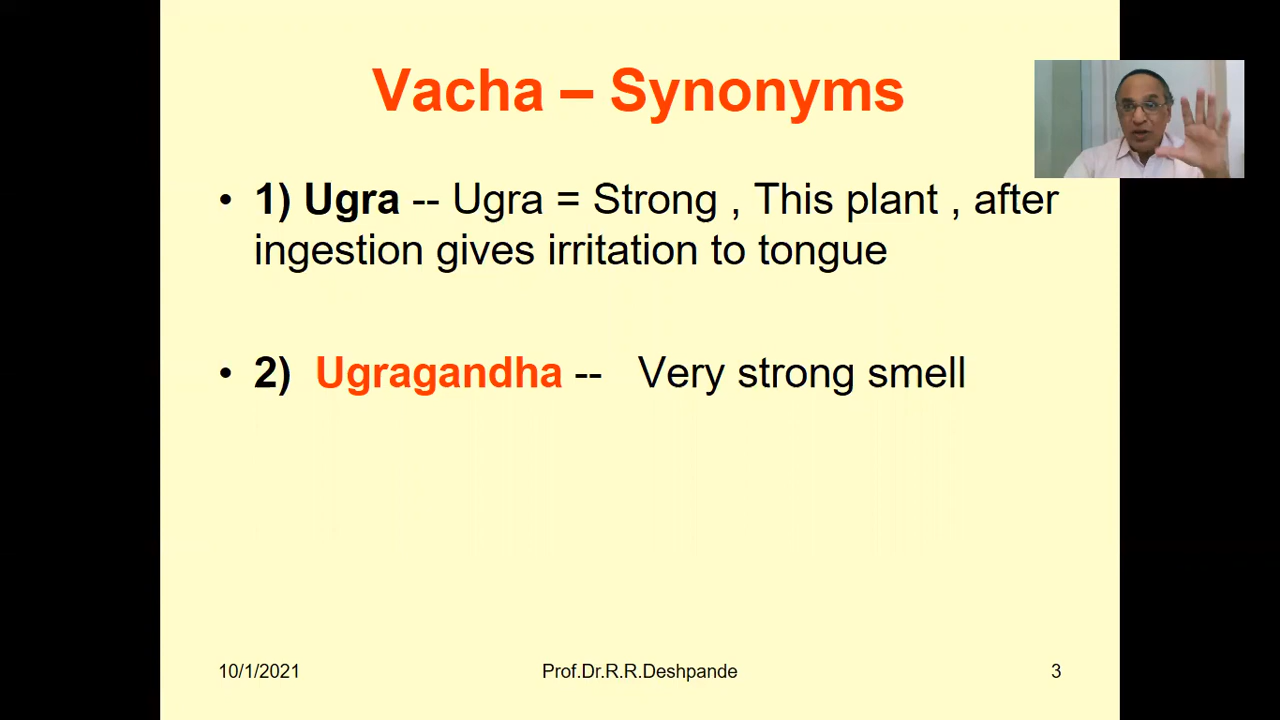 Vacha – Synonyms
• 1) Ugra -- Ugra = Strong , This plant , after
ingestion gives irritation to tongue
• 2) Ugragandha -- Very strong smell
10/1/2021 Prof.Dr.R.R.Deshpande 3